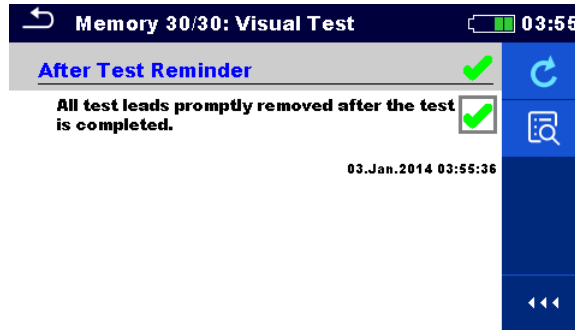 Memory 30/30: Visual Test
03:55
After Test Reminder
All test leads promptly removed after the test
is completed.
03.Jan.2014 03:55:36